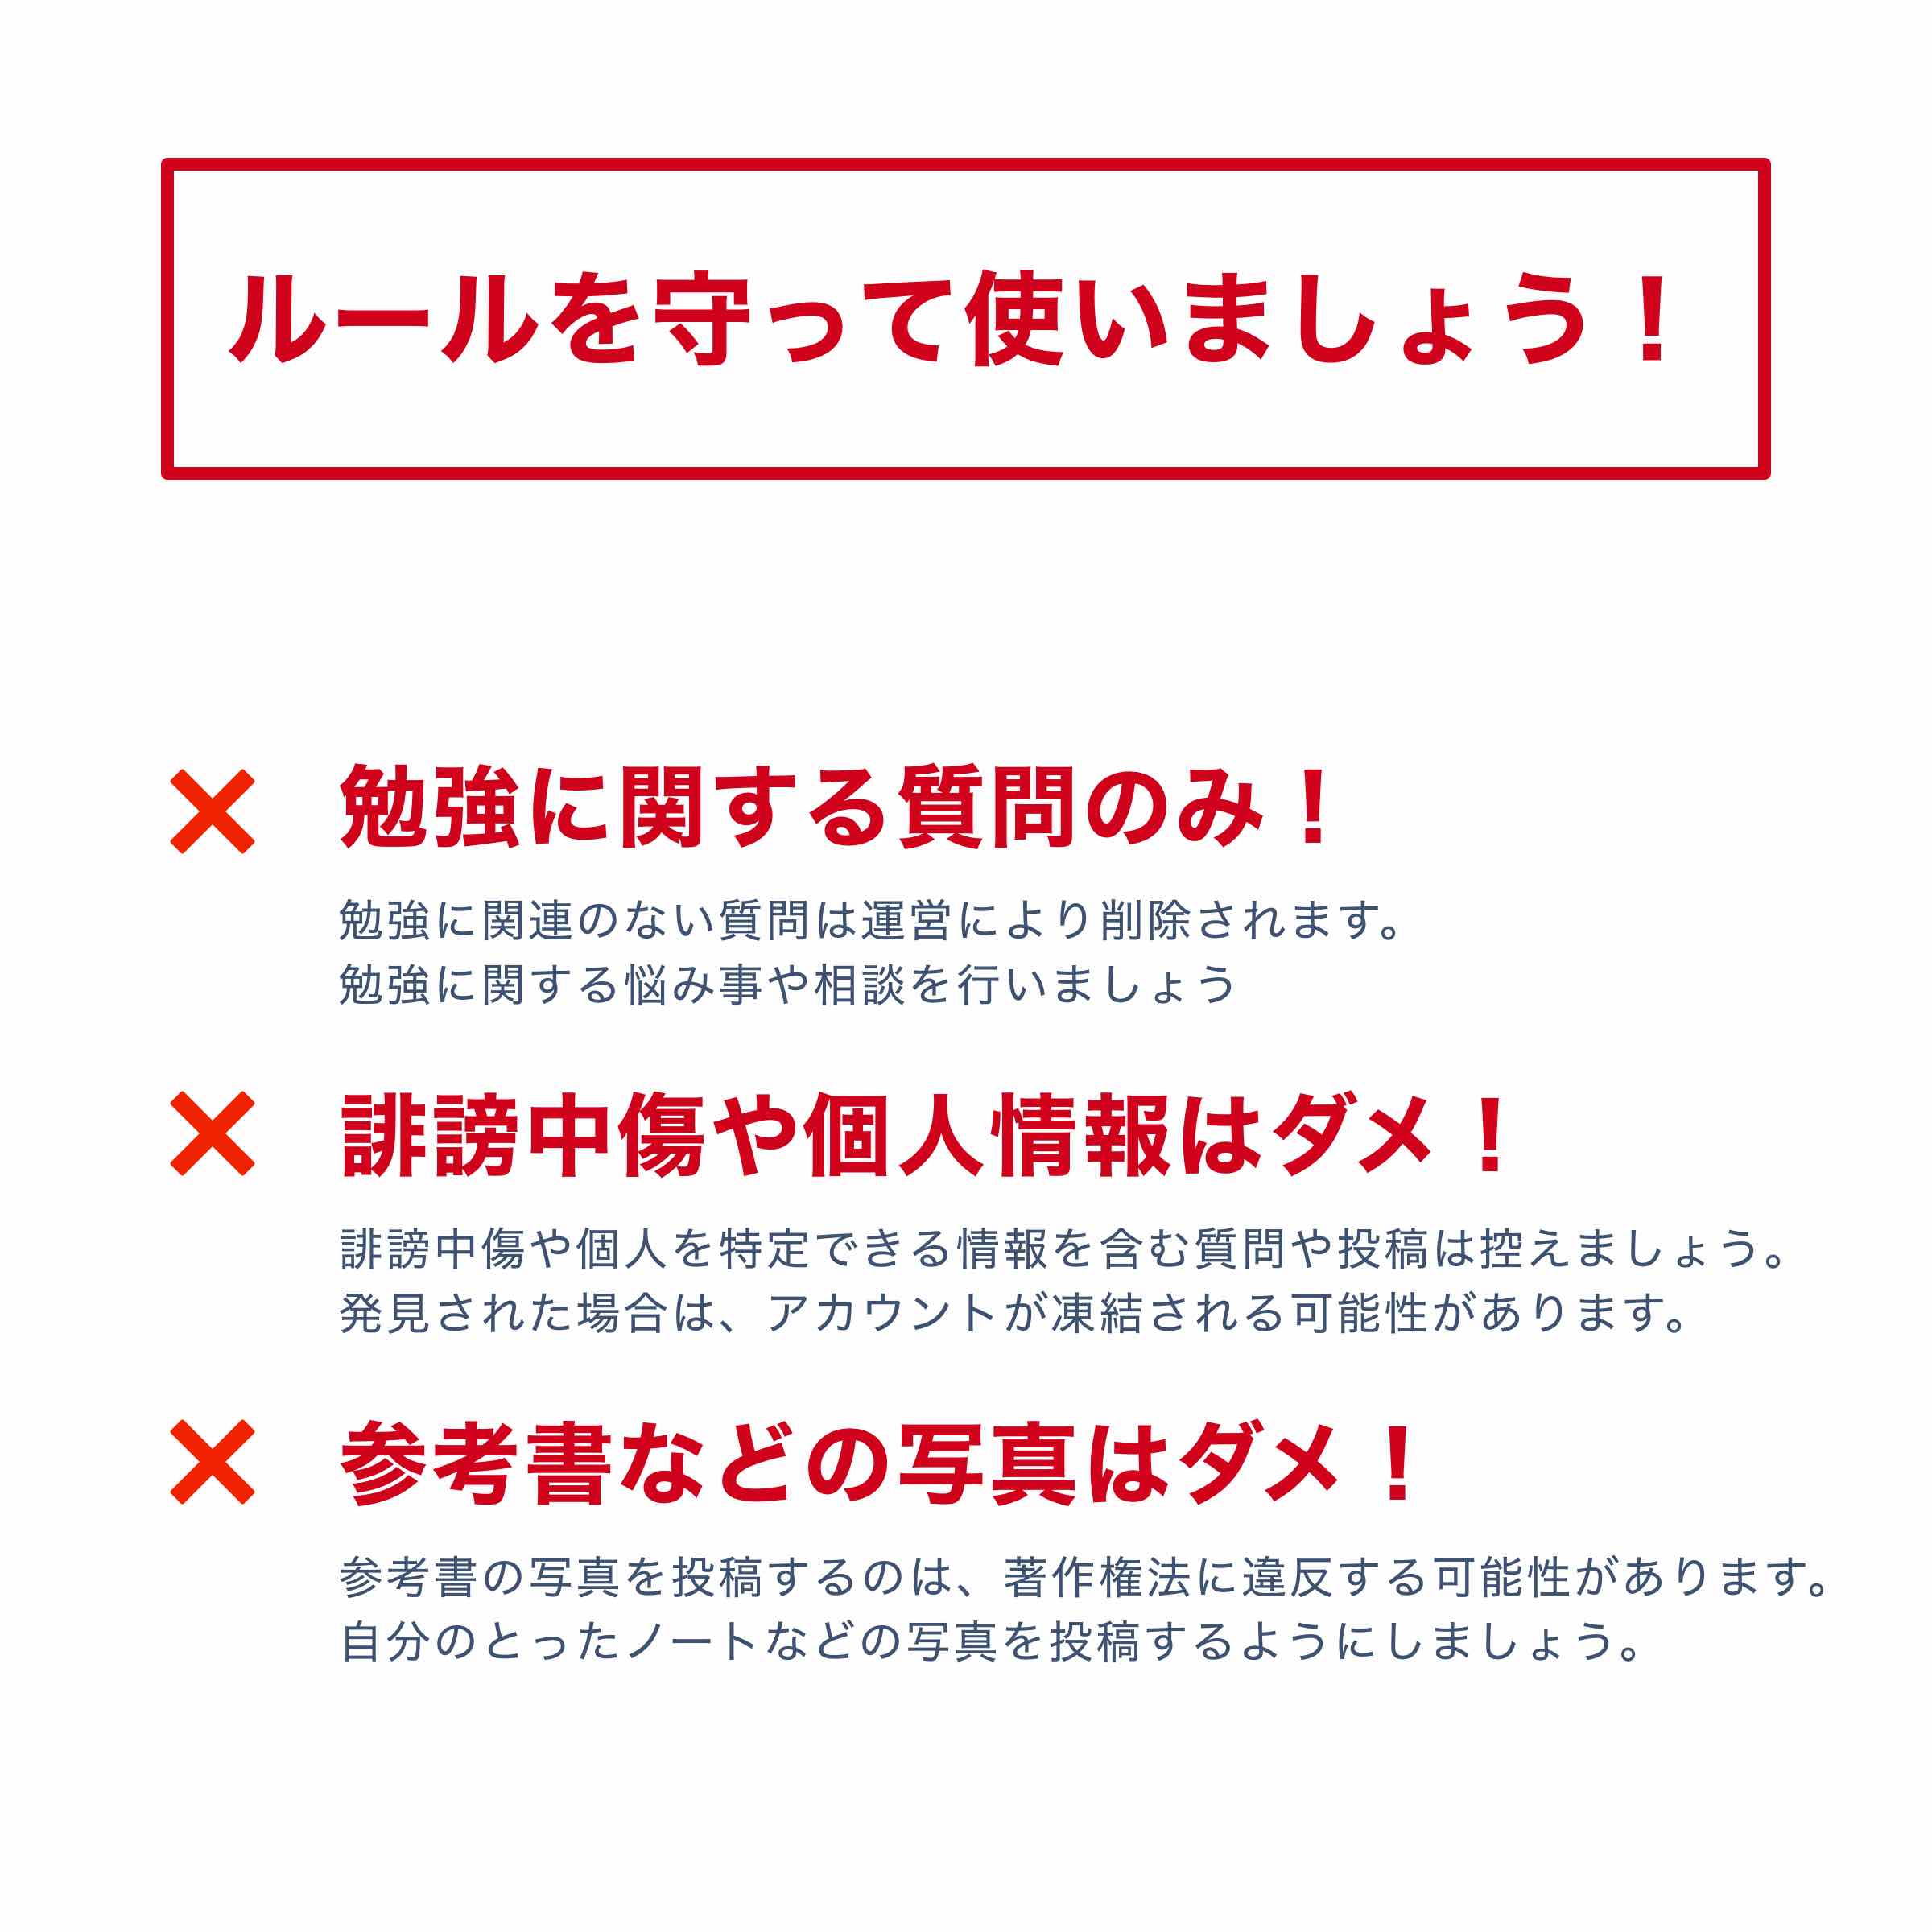 ルールを守って使いましょう！
勉強に関する質問のみ！
勉強に関連のない質問は運営により削除されます。
勉強に関する悩み事や相談を行いましょう
誹謗中傷や個人情報はダメ！
誹謗中傷や個人を特定できる情報を含む質問や投稿は控えましょう。
発見された場合は、アカウントが凍結される可能性があります。
参考書などの写真はダメ！
参考書の写真を投稿するのは、著作権法に違反する可能性があります。
自分のとったノートなどの写真を投稿するようにしましょう。